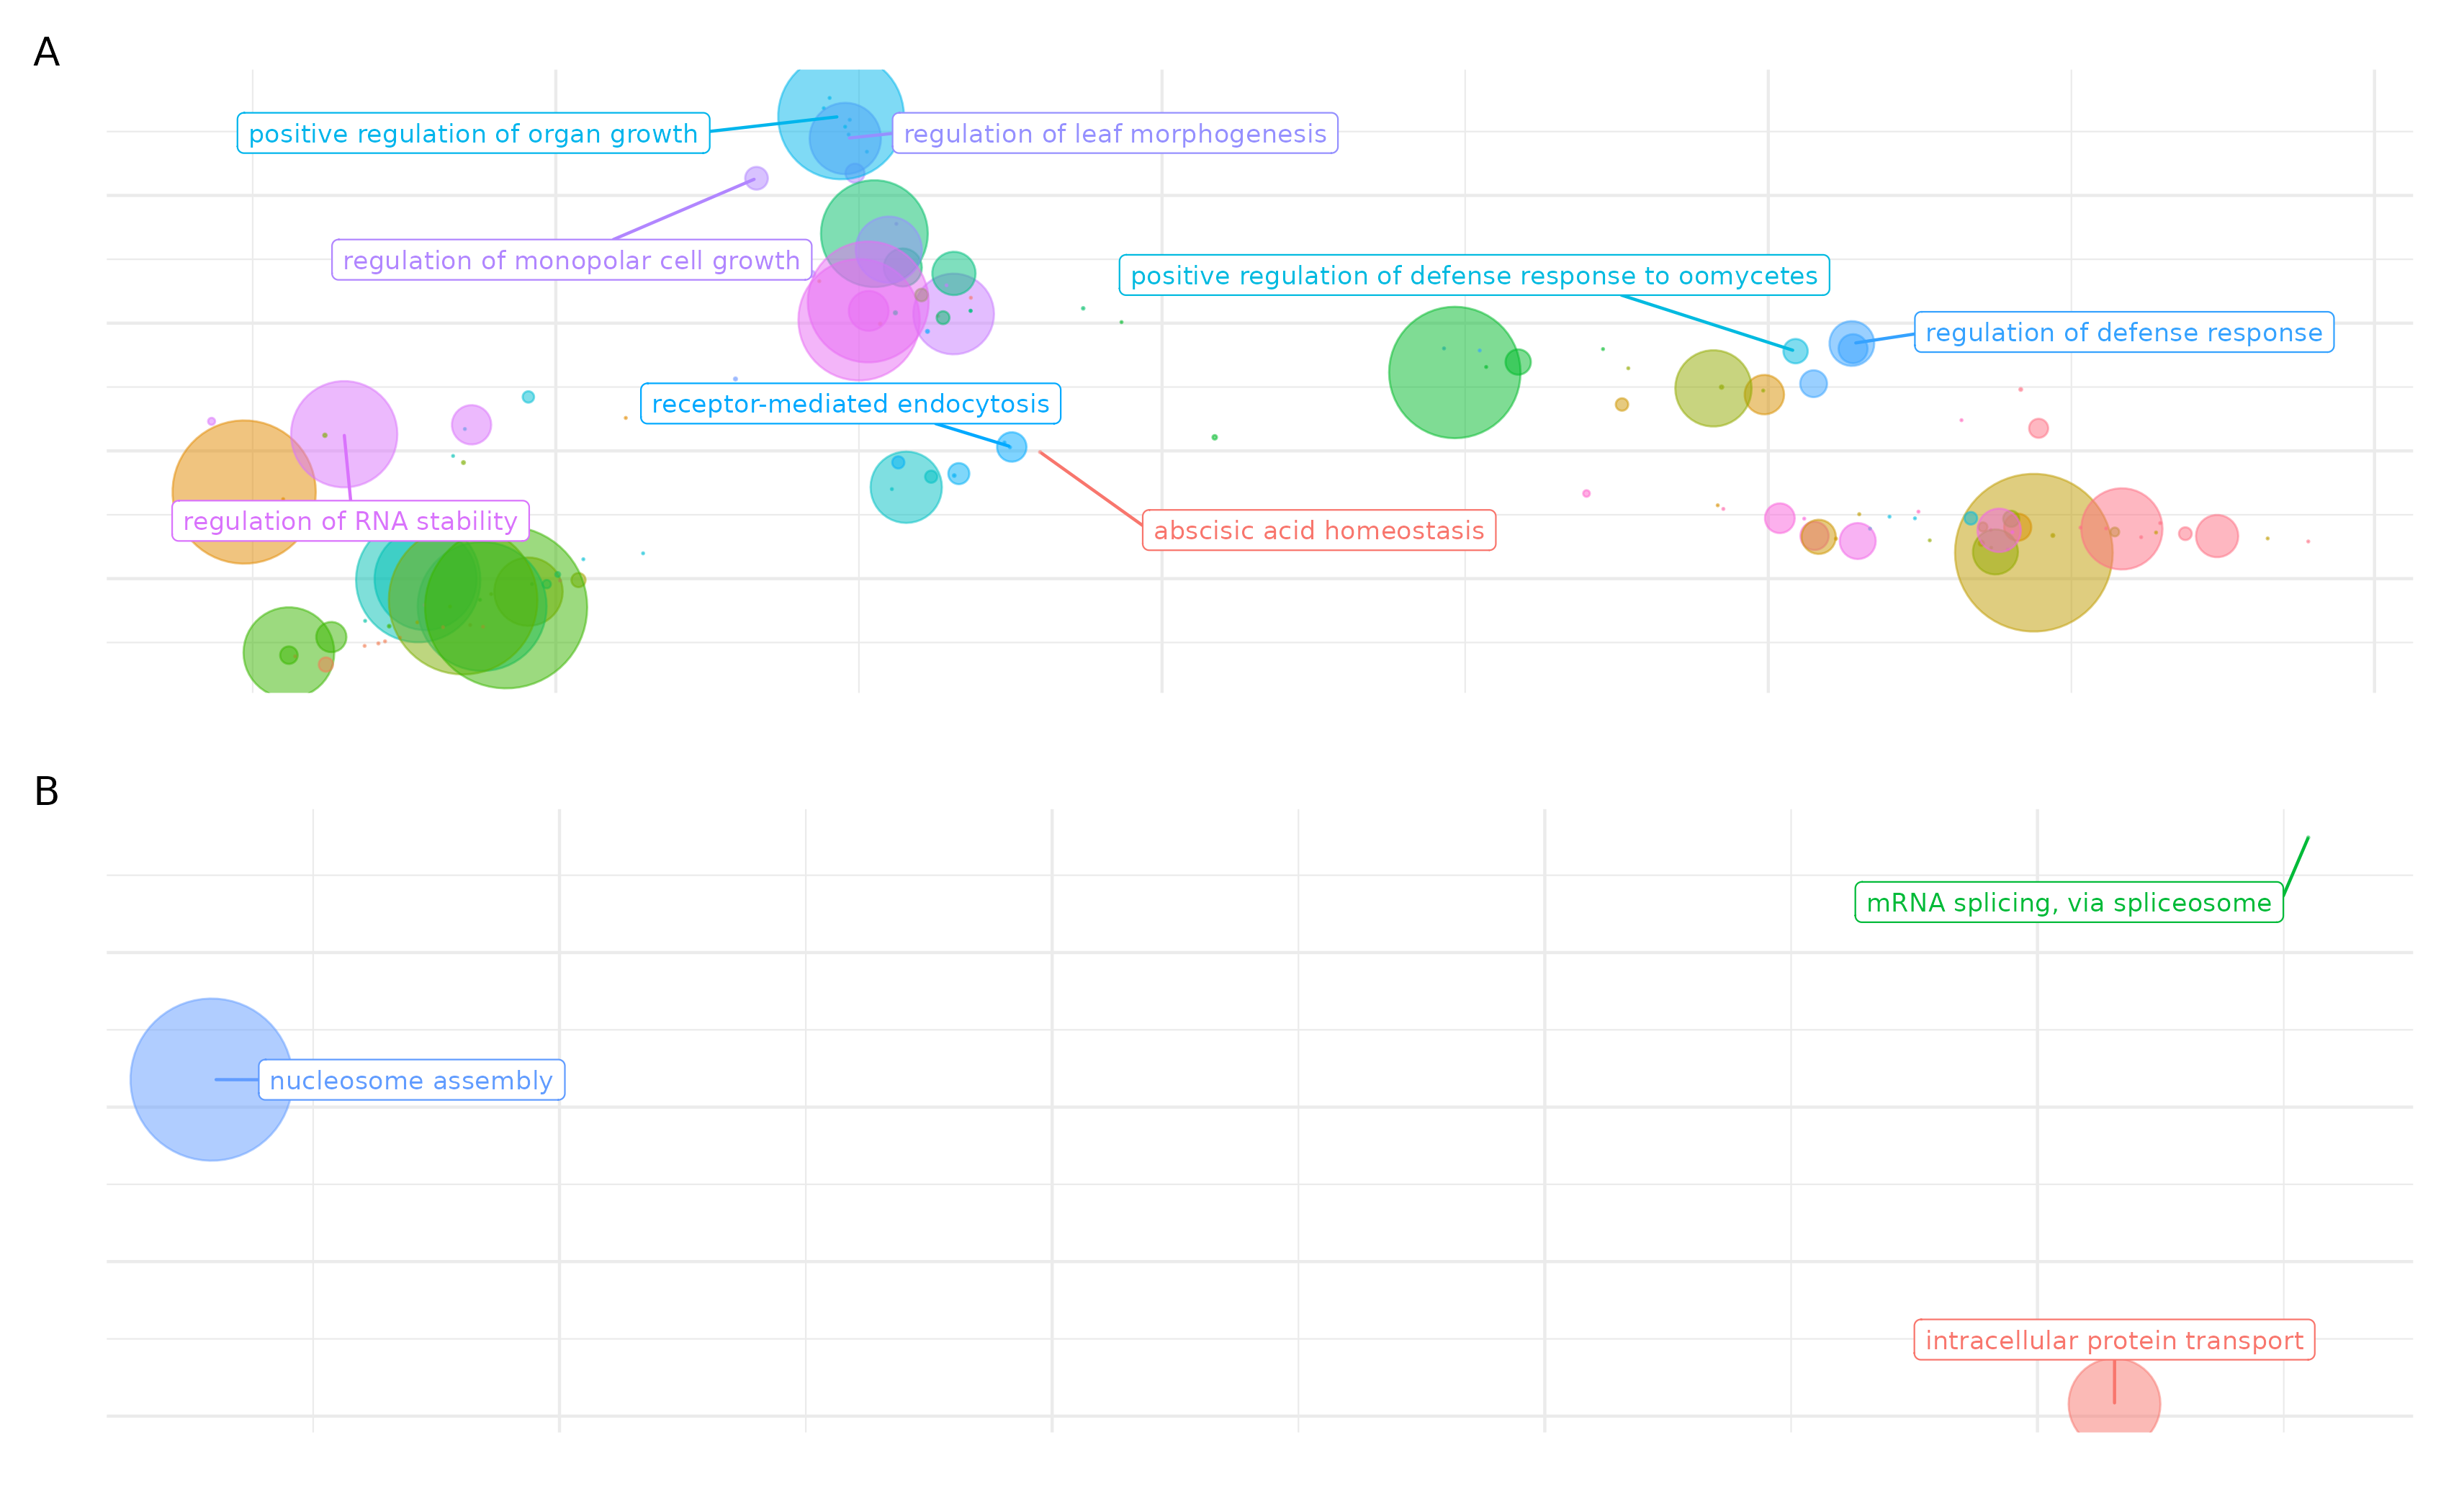 A
positive regulation of organ growth
regulation of leaf morphogenesis
regulation of monopolar cell growth
positive regulation of defense response to oomycetes
regulation of defense response
receptor-mediated endocytosis
regulation of RNA stability
abscisic acid homeostasis
B
mRNA splicing, via spliceosome
nucleosome assembly
intracellular protein transport